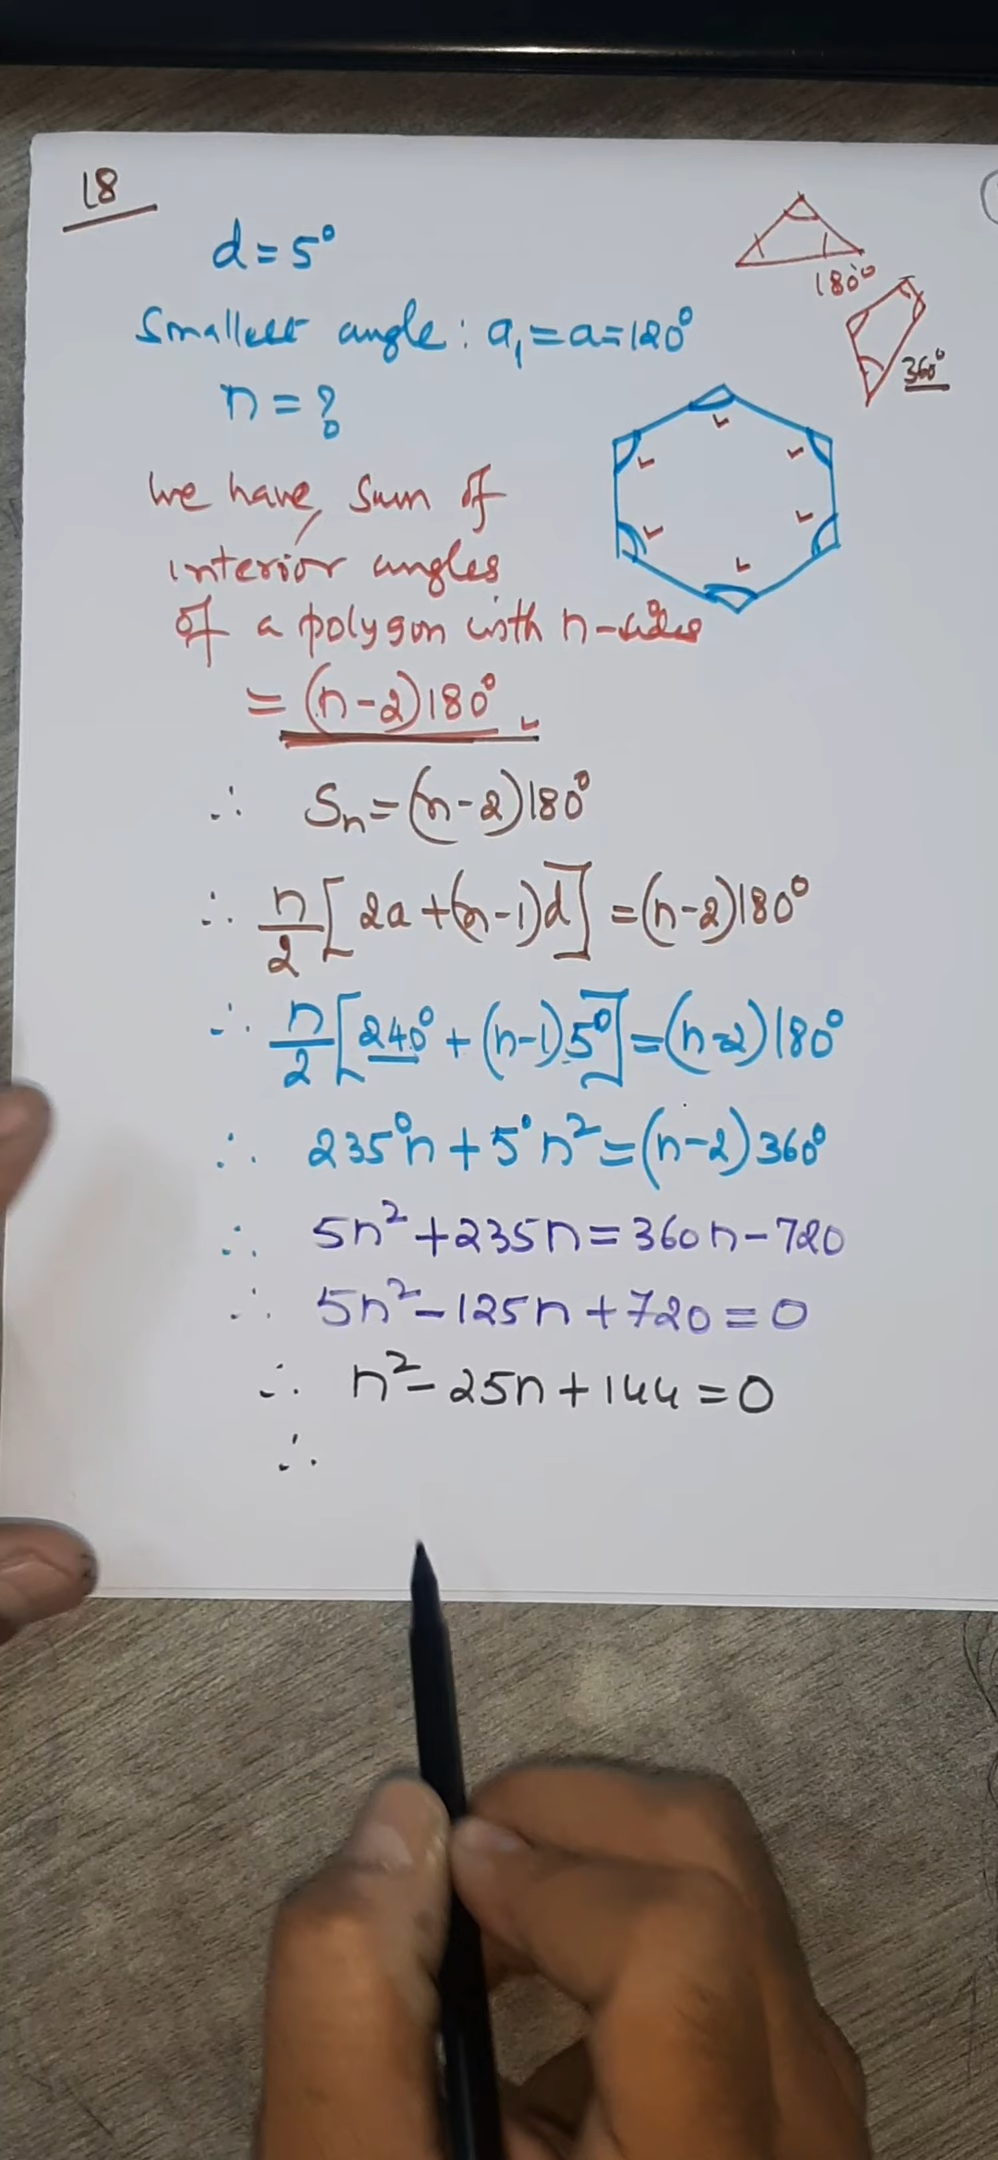 18
d = 5°
180°
Smallest angle : a₁ = a = 120°
360°
n = ?
We have, sum of
interior angles
of a polygon with n-sides
= (n-2)180°
∴ Sₙ = (n-2)180°
∴ n/2 [2a + (n-1)d] = (n-2)180°
∴ n/2 [240° + (n-1)5°] = (n-2)180°
∴ 235°n + 5°n² = (n-2)360°
∴ 5n² + 235n = 360n - 720
∴ 5n² - 125n + 720 = 0
∴ n² - 25n + 144 = 0
∴